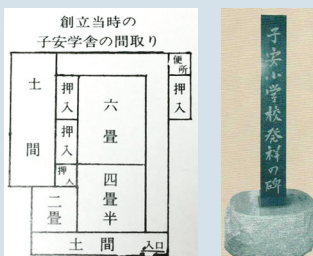 創立当時の
子安学舎の間取り
便所
土間
押入
六畳
押入
押入
押入
四畳半
二畳
土間
入口
子安小学校発祥の碑